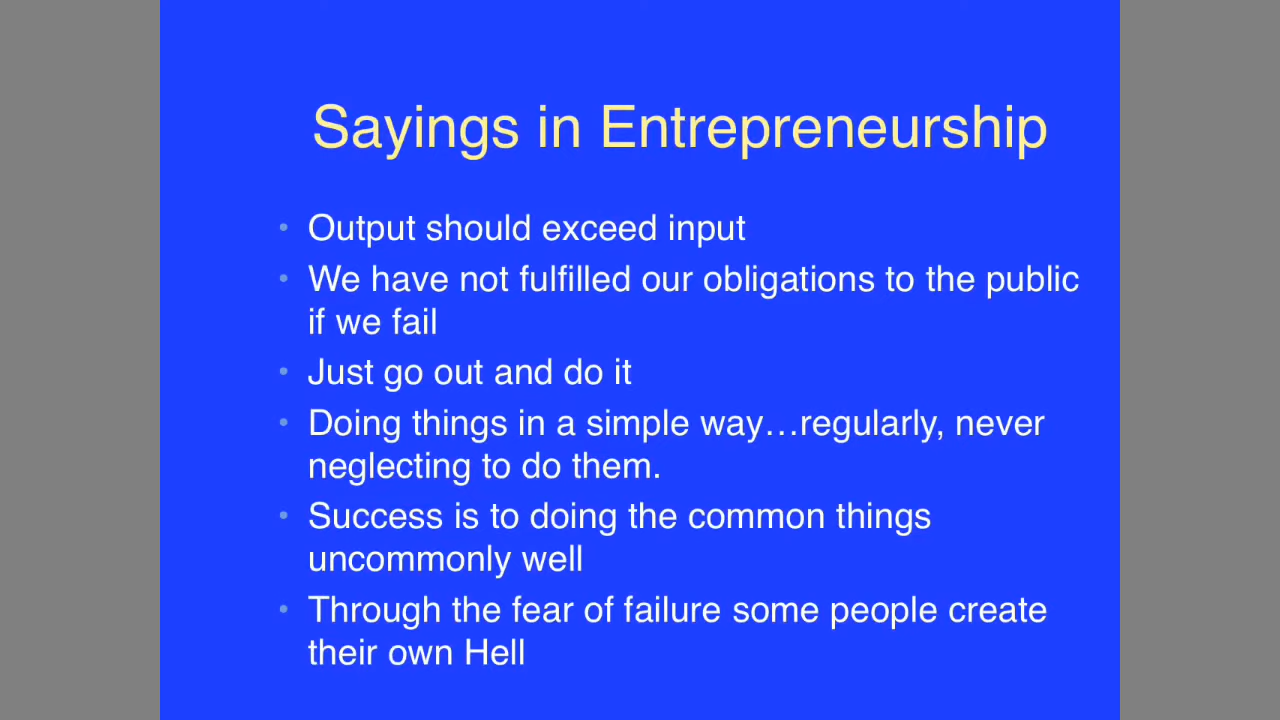 Sayings in Entrepreneurship
• Output should exceed input
• We have not fulfilled our obligations to the public
if we fail
• Just go out and do it
• Doing things in a simple way…regularly, never
neglecting to do them.
• Success is to doing the common things
uncommonly well
• Through the fear of failure some people create
their own Hell